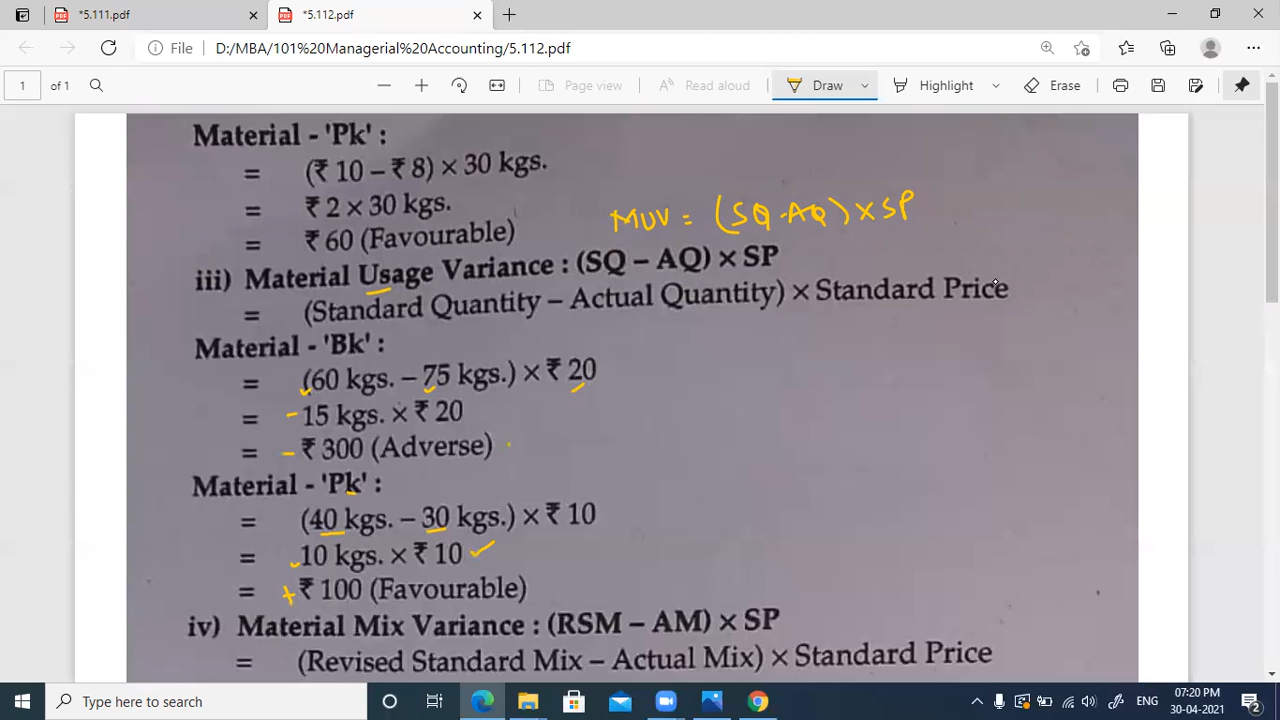 *5.111.pdf
*5.112.pdf
File D:/MBA/101%20Managerial%20Accounting/5.112.pdf
1 of 1 Page view Read aloud Draw Highlight Erase
Material - 'Pk' :
= (₹ 10 – ₹ 8) × 30 kgs.
= ₹ 2 × 30 kgs.
= ₹ 60 (Favourable)
MUV = (SQ - AQ) × SP
iii) Material Usage Variance : (SQ – AQ) × SP
= (Standard Quantity – Actual Quantity) × Standard Price
Material - 'Bk' :
= (60 kgs. – 75 kgs.) × ₹ 20
= - 15 kgs. × ₹ 20
= - ₹ 300 (Adverse)
Material - 'Pk' :
= (40 kgs. – 30 kgs.) × ₹ 10
= 10 kgs. × ₹ 10 ✓
= + ₹ 100 (Favourable)
iv) Material Mix Variance : (RSM – AM) × SP
= (Revised Standard Mix – Actual Mix) × Standard Price
Type here to search
ENG
07:20 PM
30-04-2021
2